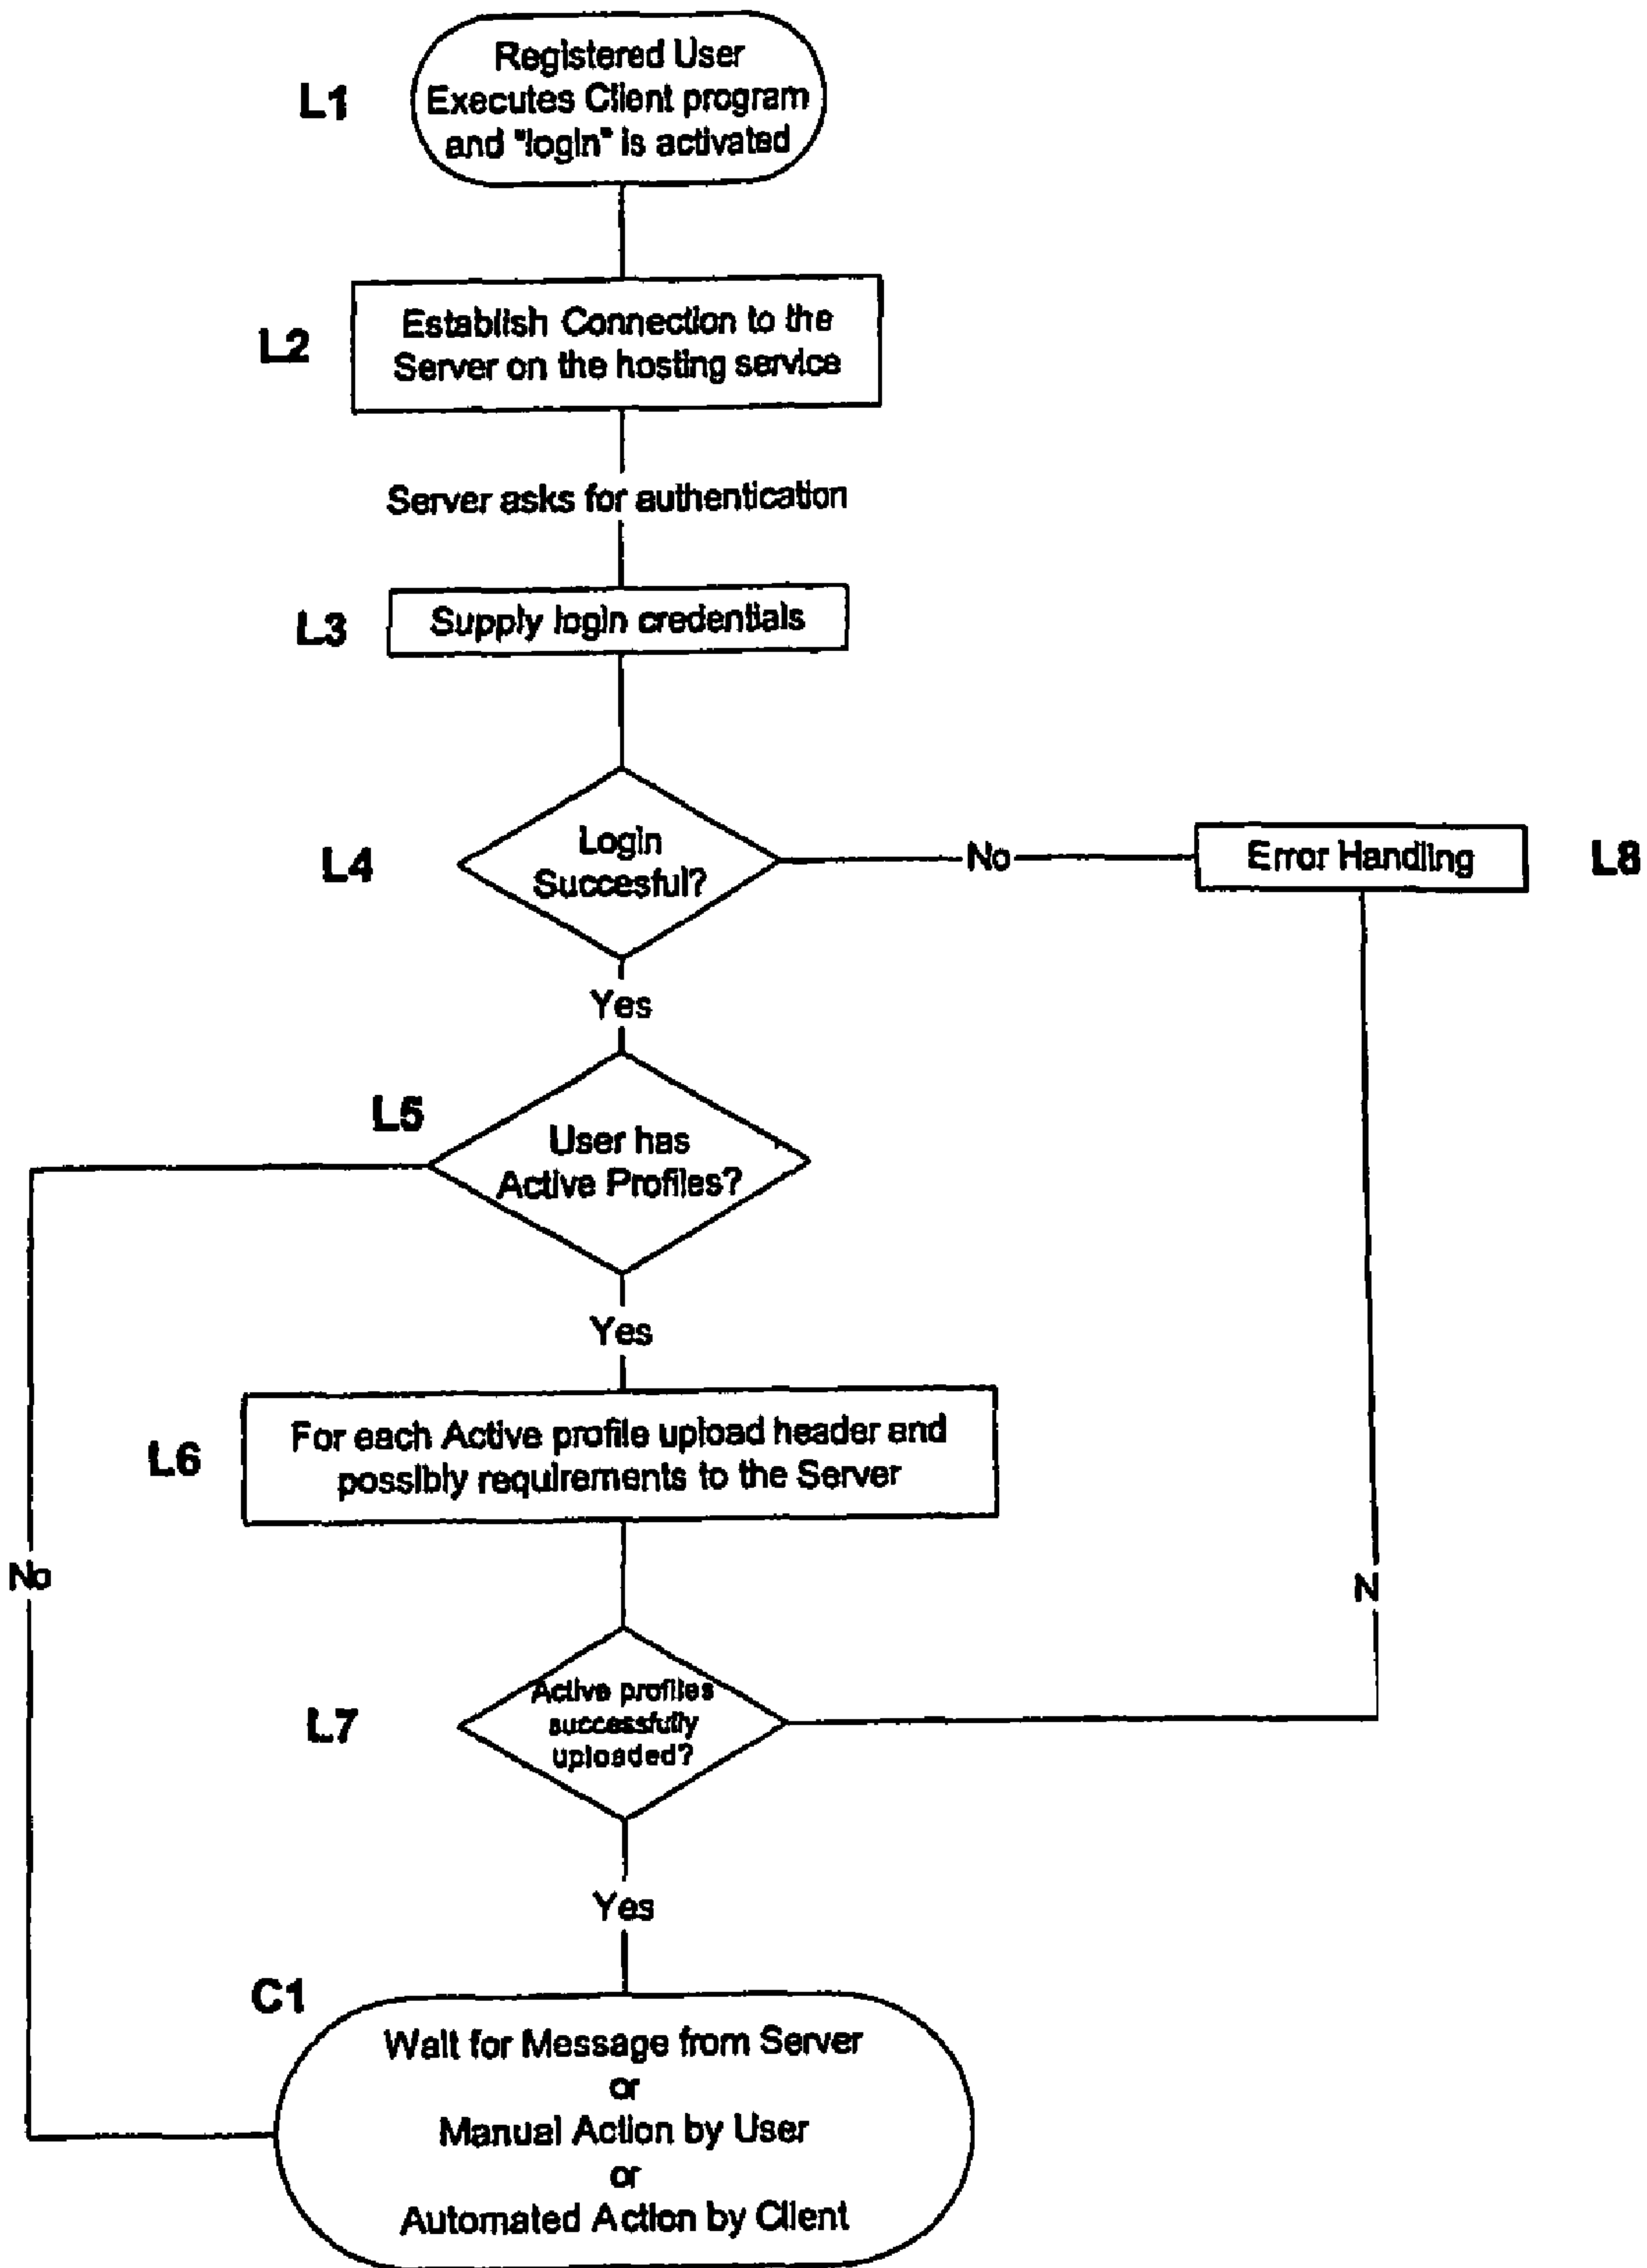 Registered User
L1
Executes Client program
and "login" is activated
L2
Establish Connection to the
Server on the hosting service
Server asks for authentication
L3
Supply login credentials
L4
Login
Succesful?
No
Error Handling
L8
Yes
L5
User has
Active Profiles?
Yes
L6
For each Active profile upload header and
possibly requirements to the Server
No
N
L7
Active profiles
successfully
uploaded?
Yes
C1
Wait for Message from Server
or
Manual Action by User
or
Automated Action by Client